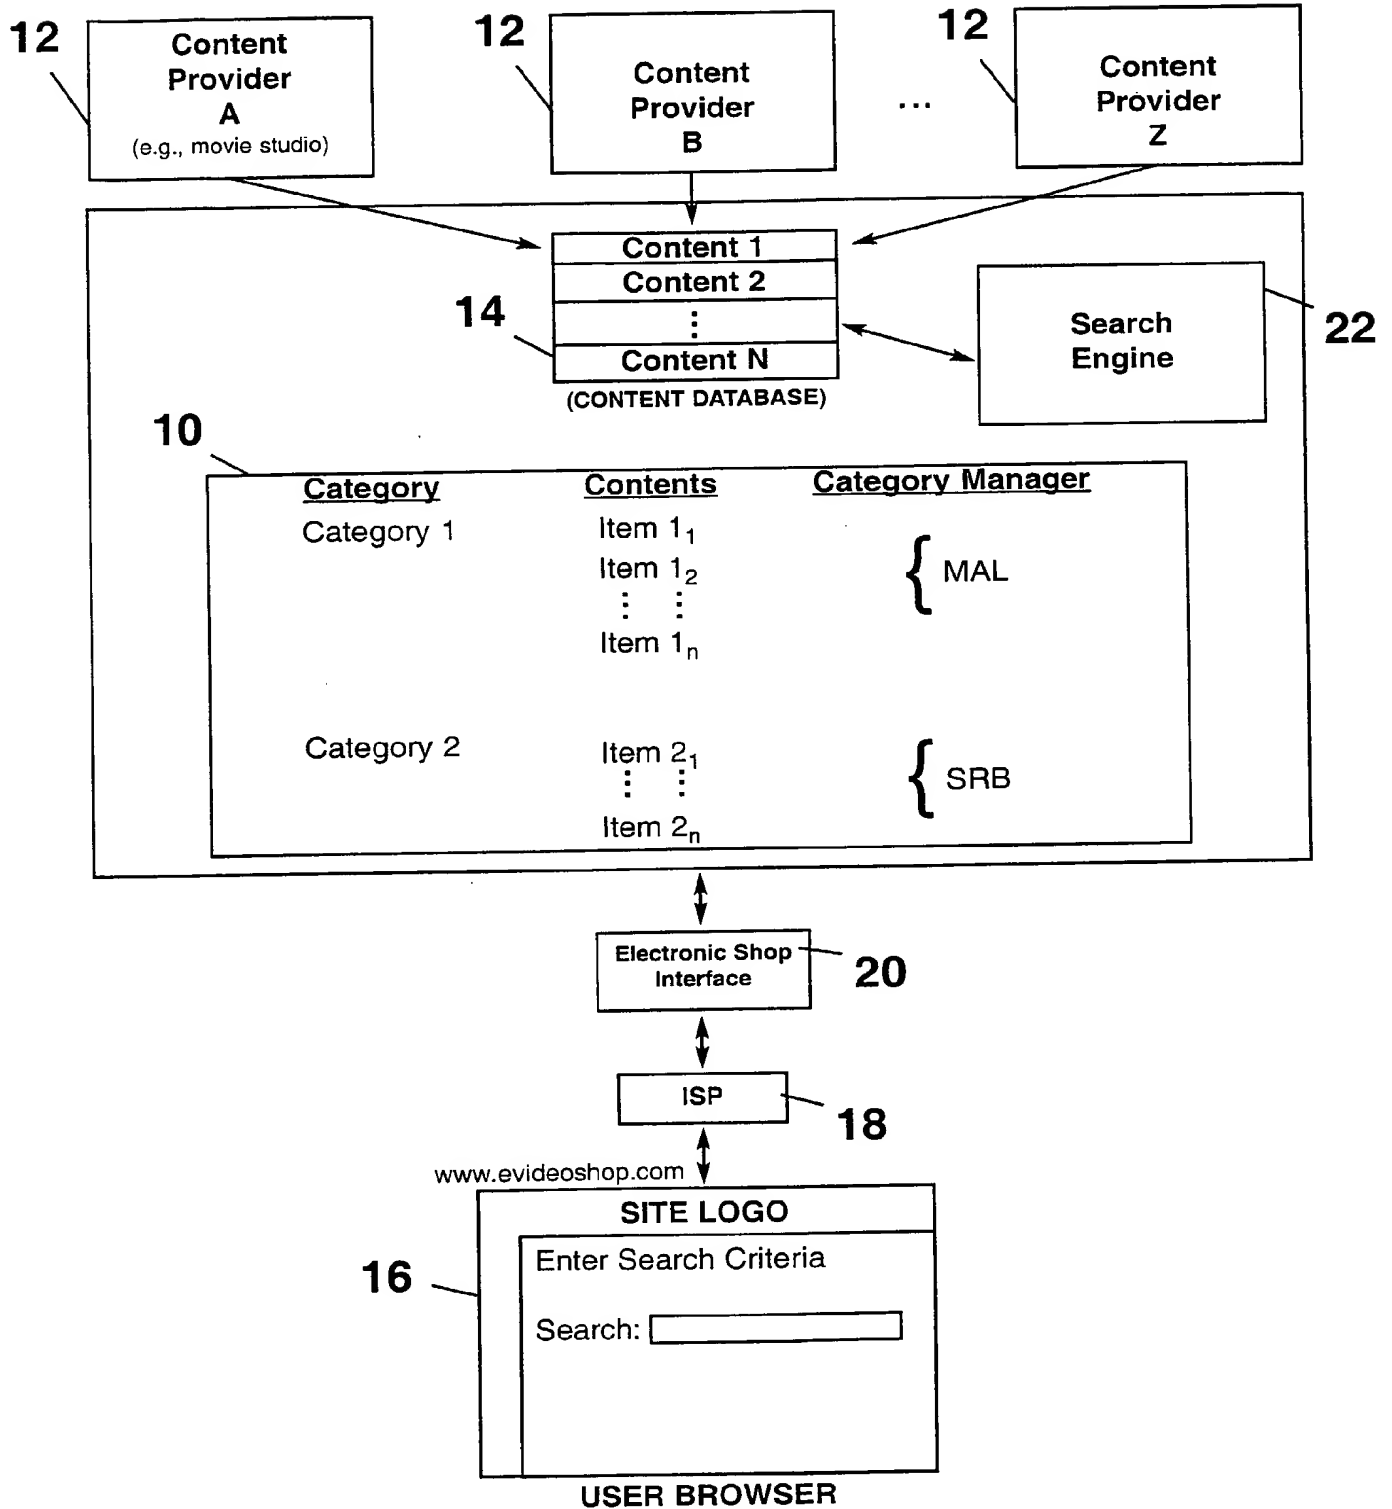 12
Content
Provider
A
(e.g., movie studio)
12
Content
Provider
B
...
12
Content
Provider
Z
Content 1
Content 2
⋮
Content N
(CONTENT DATABASE)
14
Search
Engine
22
10
Category Contents Category Manager
Category 1 Item 1₁
Item 1₂ { MAL
⋮ ⋮
Item 1ₙ
Category 2 Item 2₁
⋮ ⋮ { SRB
Item 2ₙ
Electronic Shop
Interface
20
ISP
18
www.evideoshop.com
SITE LOGO
16
Enter Search Criteria
Search:
USER BROWSER